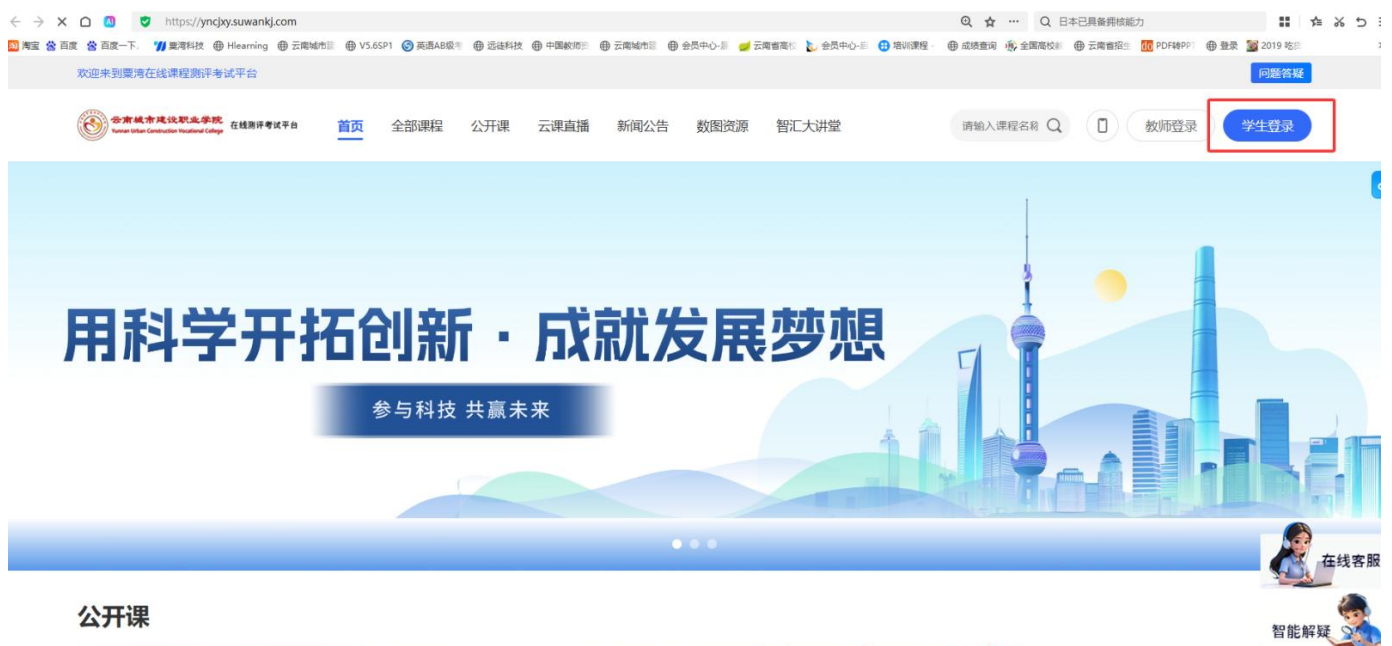 https://yncjxy.suwankj.com
日本已具备拥核能力
淘宝 百度 百度一下, 粟湾科技 Hlearning 云南城市 V5.6SP1 英语AB级 远途科技 中国教师 云南城市 会员中心 云南省高校 会员中心 培训课程 - 成绩查询 全国高校 云南省招生 PDF转PPT 登录 2019
欢迎来到粟湾在线课程测评考试平台
问题答疑
云南城市建设职业学院 在线测评考试平台 首页 全部课程 公开课 云课直播 新闻公告 数图资源 智汇大讲堂 请输入课程名称 教师登录 学生登录
Yunnan Urban Construction Vocational College
用科学开拓创新·成就发展梦想
参与科技 共赢未来
在线客服
公开课
智能解疑